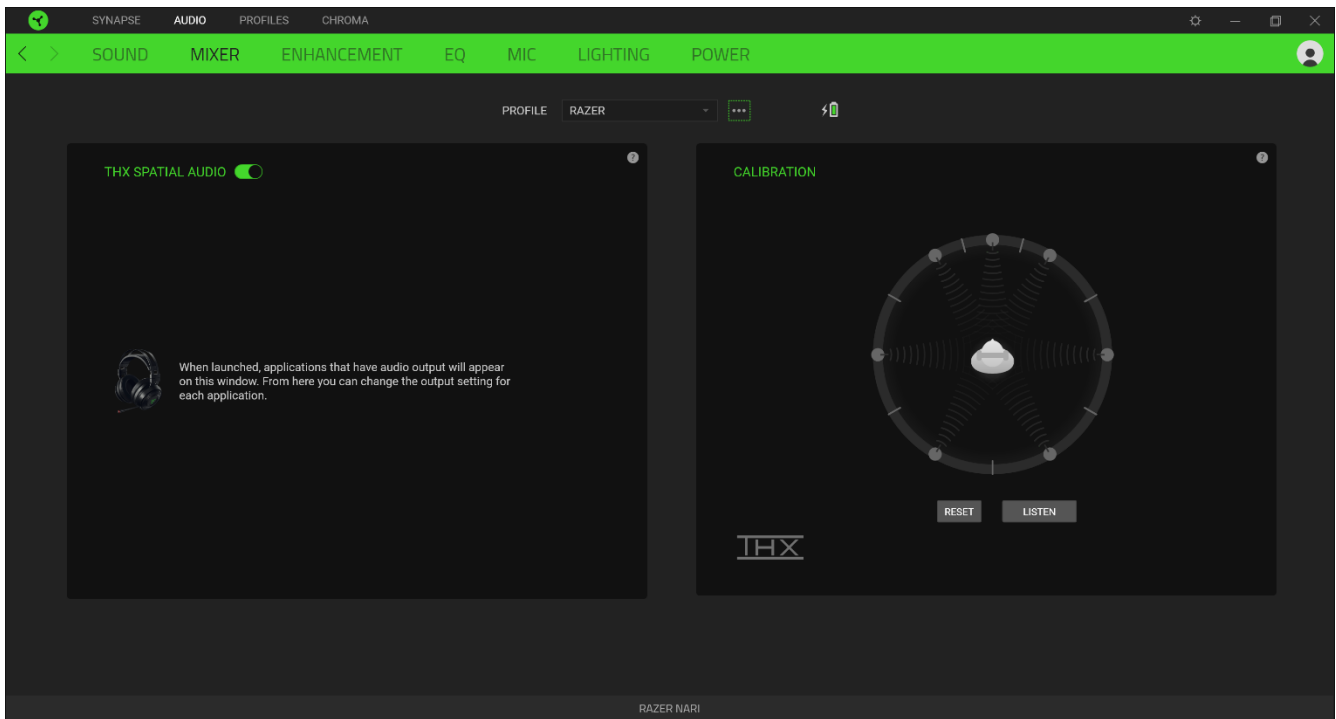 SYNAPSE AUDIO PROFILES CHROMA
SOUND MIXER ENHANCEMENT EQ MIC LIGHTING POWER
PROFILE RAZER
THX SPATIAL AUDIO
When launched, applications that have audio output will appear
on this window. From here you can change the output setting for
each application.
CALIBRATION
RESET LISTEN
THX
RAZER NARI